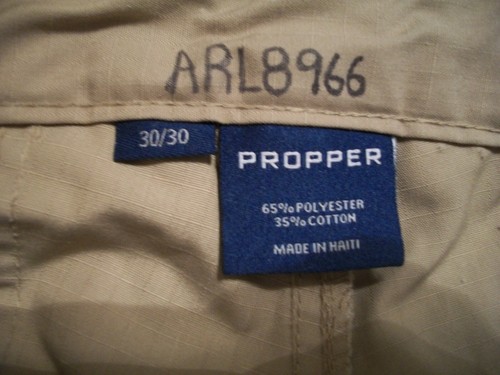 ARL8966
30/30
PROPPER
65% POLYESTER
35% COTTON
MADE IN HAITI